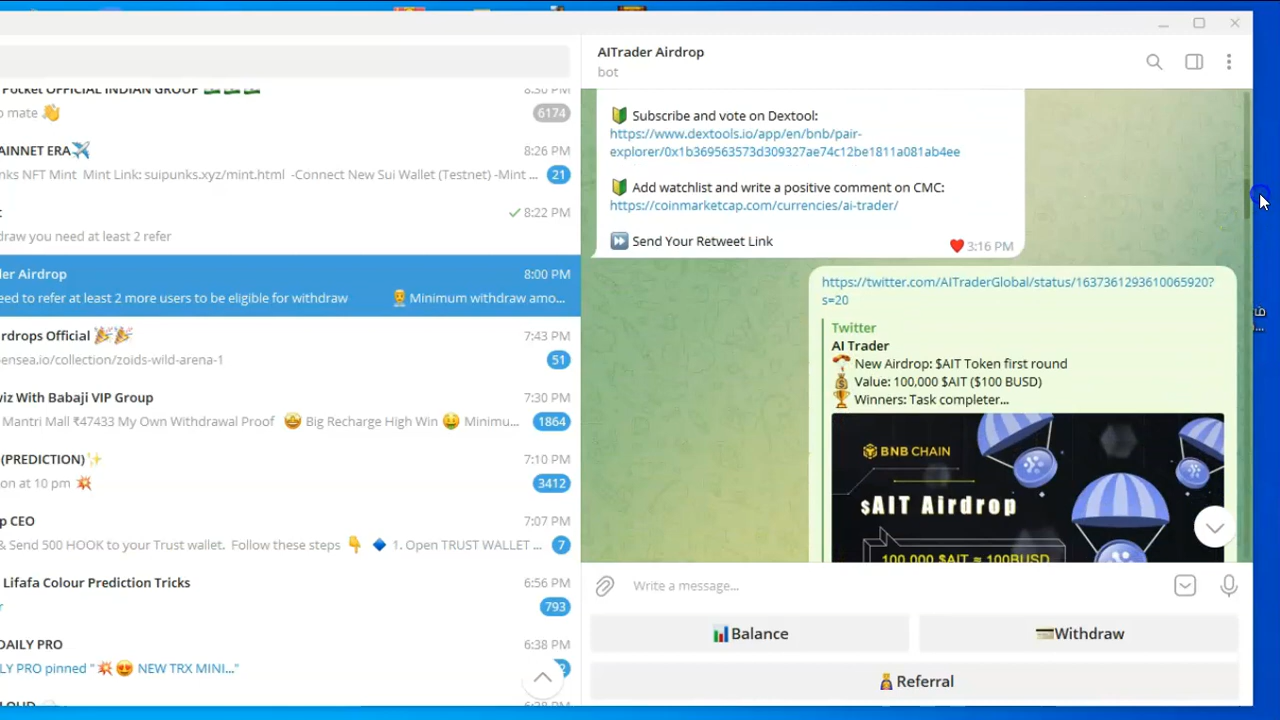 Pocket OFFICIAL INDIAN GROUP
8:30 PM
o mate 👋
6174
AINNET ERA✈️
8:26 PM
nks NFT Mint Mint Link: suipunks.xyz/mint.html -Connect New Sui Wallet (Testnet) -Mint ...
21
8:22 PM
draw you need at least 2 refer
der Airdrop
8:00 PM
eed to refer at least 2 more users to be eligible for withdraw 👨‍💼 Minimum withdraw amo...
irdrops Official 🎉🎉
7:43 PM
pensea.io/collection/zoids-wild-arena-1
51
wiz With Babaji VIP Group
7:30 PM
Mantri Mall ₹47433 My Own Withdrawal Proof 🤩 Big Recharge High Win 🤑 Minimu...
1864
(PREDICTION)✨
7:10 PM
on at 10 pm 💥
3412
p CEO
7:07 PM
& Send 500 HOOK to your Trust wallet. Follow these steps 👇 🔷 1. Open TRUST WALLET ...
7
Lifafa Colour Prediction Tricks
6:56 PM
793
DAILY PRO
6:38 PM
LY PRO pinned " 💥 😍 NEW TRX MINI..."
AITrader Airdrop
bot
🔰 Subscribe and vote on Dextool:
https://www.dextools.io/app/en/bnb/pair-
explorer/0x1b369563573d309327ae74c12be1811a081ab4ee
🔰 Add watchlist and write a positive comment on CMC:
https://coinmarketcap.com/currencies/ai-trader/
⏩ Send Your Retweet Link
❤️ 3:16 PM
https://twitter.com/AITraderGlobal/status/1637361293610065920?
s=20
Twitter
AI Trader
New Airdrop: $AIT Token first round
💰 Value: 100,000 $AIT ($100 BUSD)
🏆 Winners: Task completer...
BNB CHAIN
$AIT Airdrop
100,000 $AIT ≈ 100BUSD
Write a message...
📊Balance
💳Withdraw
Referral